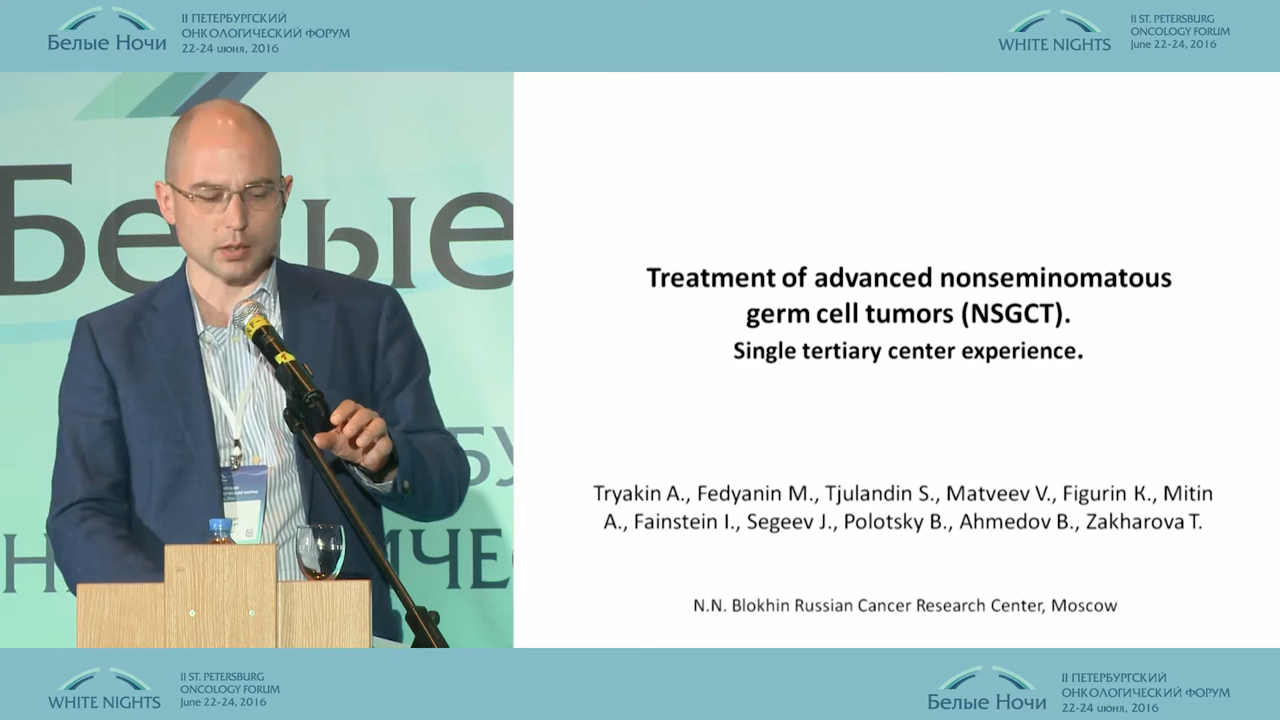 Белые Ночи
II ПЕТЕРБУРГСКИЙ
ОНКОЛОГИЧЕСКИЙ ФОРУМ
22-24 июня, 2016
WHITE NIGHTS
II ST. PETERSBURG
ONCOLOGY FORUM
June 22-24, 2016
Белые
Treatment of advanced nonseminomatous
germ cell tumors (NSGCT).
Single tertiary center experience.
Tryakin A., Fedyanin M., Tjulandin S., Matveev V., Figurin K., Mitin
A., Fainstein I., Segeev J., Polotsky B., Ahmedov B., Zakharova T.
N.N. Blokhin Russian Cancer Research Center, Moscow
WHITE NIGHTS
II ST. PETERSBURG
ONCOLOGY FORUM
June 22-24, 2016
Белые Ночи
II ПЕТЕРБУРГСКИЙ
ОНКОЛОГИЧЕСКИЙ ФОРУМ
22-24 июня, 2016